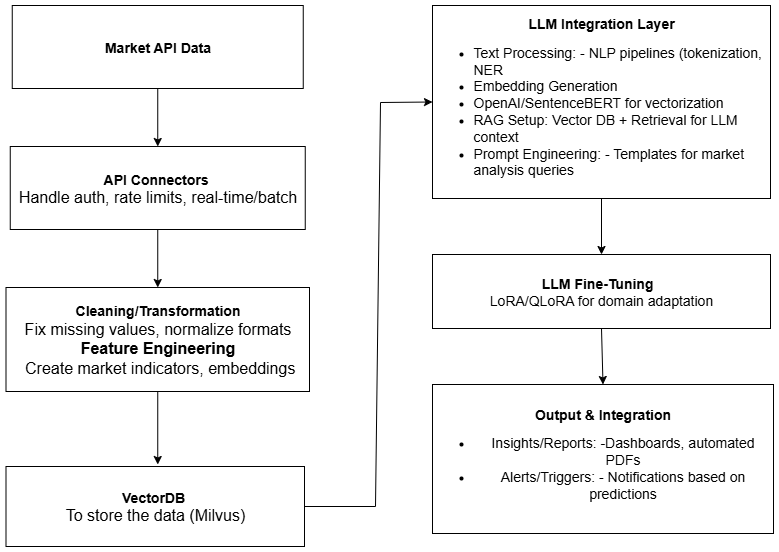 Market API Data
API Connectors
Handle auth, rate limits, real-time/batch
Cleaning/Transformation
Fix missing values, normalize formats
Feature Engineering
Create market indicators, embeddings
VectorDB
To store the data (Milvus)
LLM Integration Layer
• Text Processing: - NLP pipelines (tokenization,
NER
• Embedding Generation
• OpenAI/SentenceBERT for vectorization
• RAG Setup: Vector DB + Retrieval for LLM
context
• Prompt Engineering: - Templates for market
analysis queries
LLM Fine-Tuning
LoRA/QLoRA for domain adaptation
Output & Integration
• Insights/Reports: -Dashboards, automated
PDFs
• Alerts/Triggers: - Notifications based on
predictions